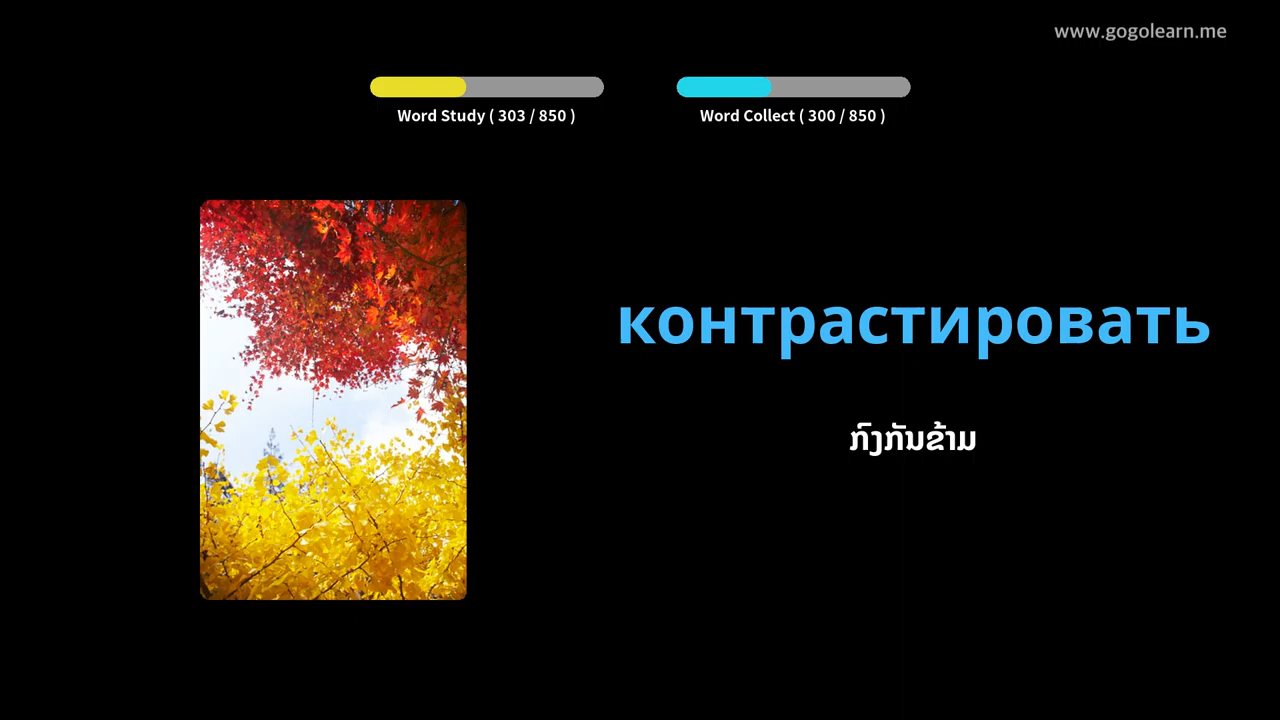 www.gogolearn.me
Word Study ( 303 / 850 )
Word Collect ( 300 / 850 )
контрастировать
ກົງກັນຂ້າມ